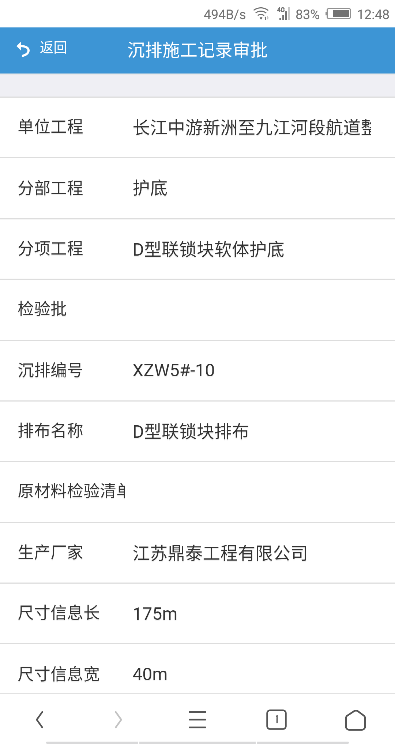 494B/s 4G 83% 12:48
返回 沉排施工记录审批
单位工程 长江中游新洲至九江河段航道整
分部工程 护底
分项工程 D型联锁块软体护底
检验批
沉排编号 XZW5#-10
排布名称 D型联锁块排布
原材料检验清单
生产厂家 江苏鼎泰工程有限公司
尺寸信息长 175m
尺寸信息宽 40m
1